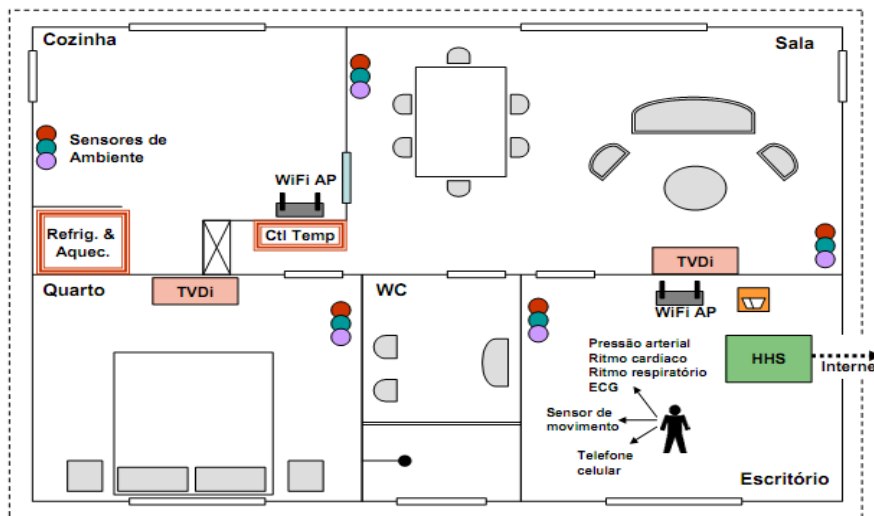 Cozinha
Sala
Sensores de
Ambiente
WiFi AP
Refrig. &
Aquec.
Ctl Temp
TVDi
Quarto
TVDi
WC
WiFi AP
Pressão arterial
Ritmo cardíaco
Ritmo respiratório
ECG
HHS
Interne
Sensor de
movimento
Telefone
celular
Escritório